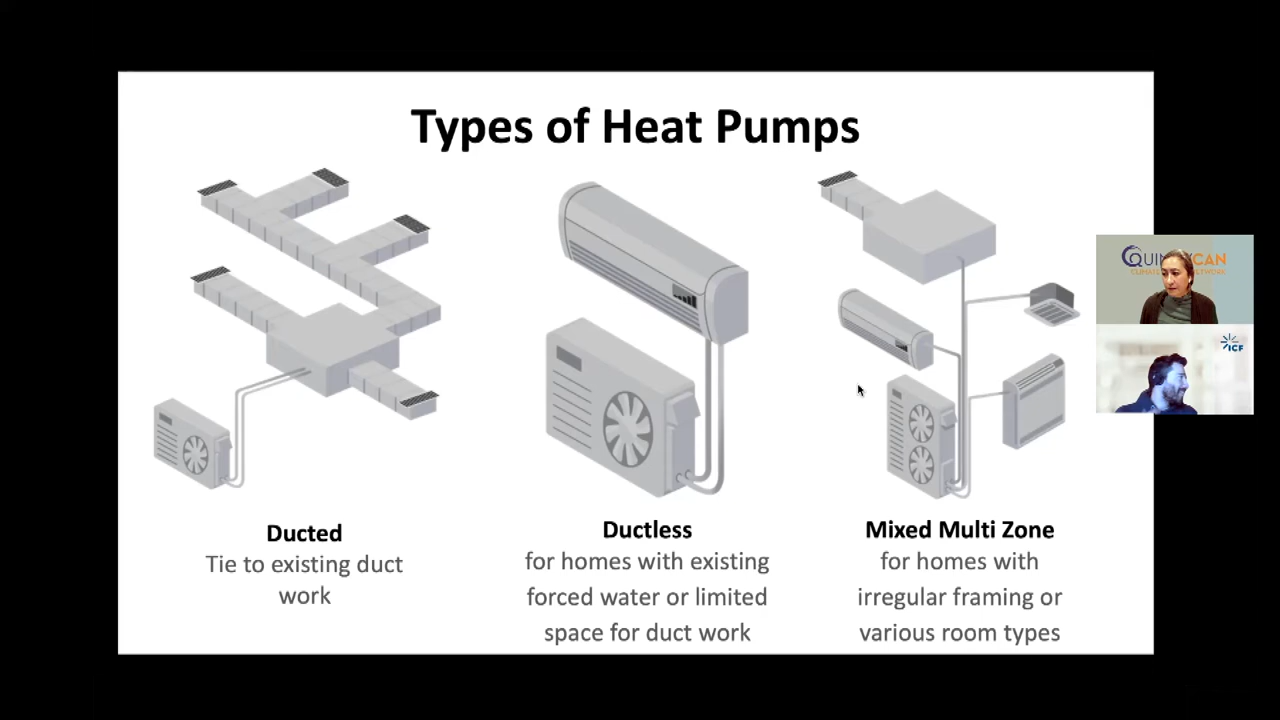 Types of Heat Pumps
Ducted
Tie to existing duct
work
Ductless
for homes with existing
forced water or limited
space for duct work
Mixed Multi Zone
for homes with
irregular framing or
various room types
ICF